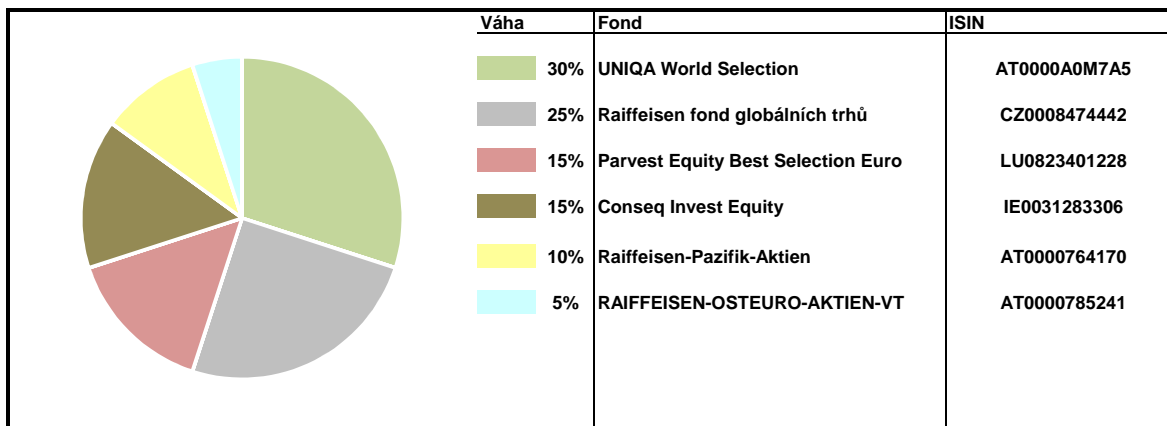 Váha Fond ISIN
30% UNIQA World Selection AT0000A0M7A5
25% Raiffeisen fond globálních trhů CZ0008474442
15% Parvest Equity Best Selection Euro LU0823401228
15% Conseq Invest Equity IE0031283306
10% Raiffeisen-Pazifik-Aktien AT0000764170
5% RAIFFEISEN-OSTEURO-AKTIEN-VT AT0000785241